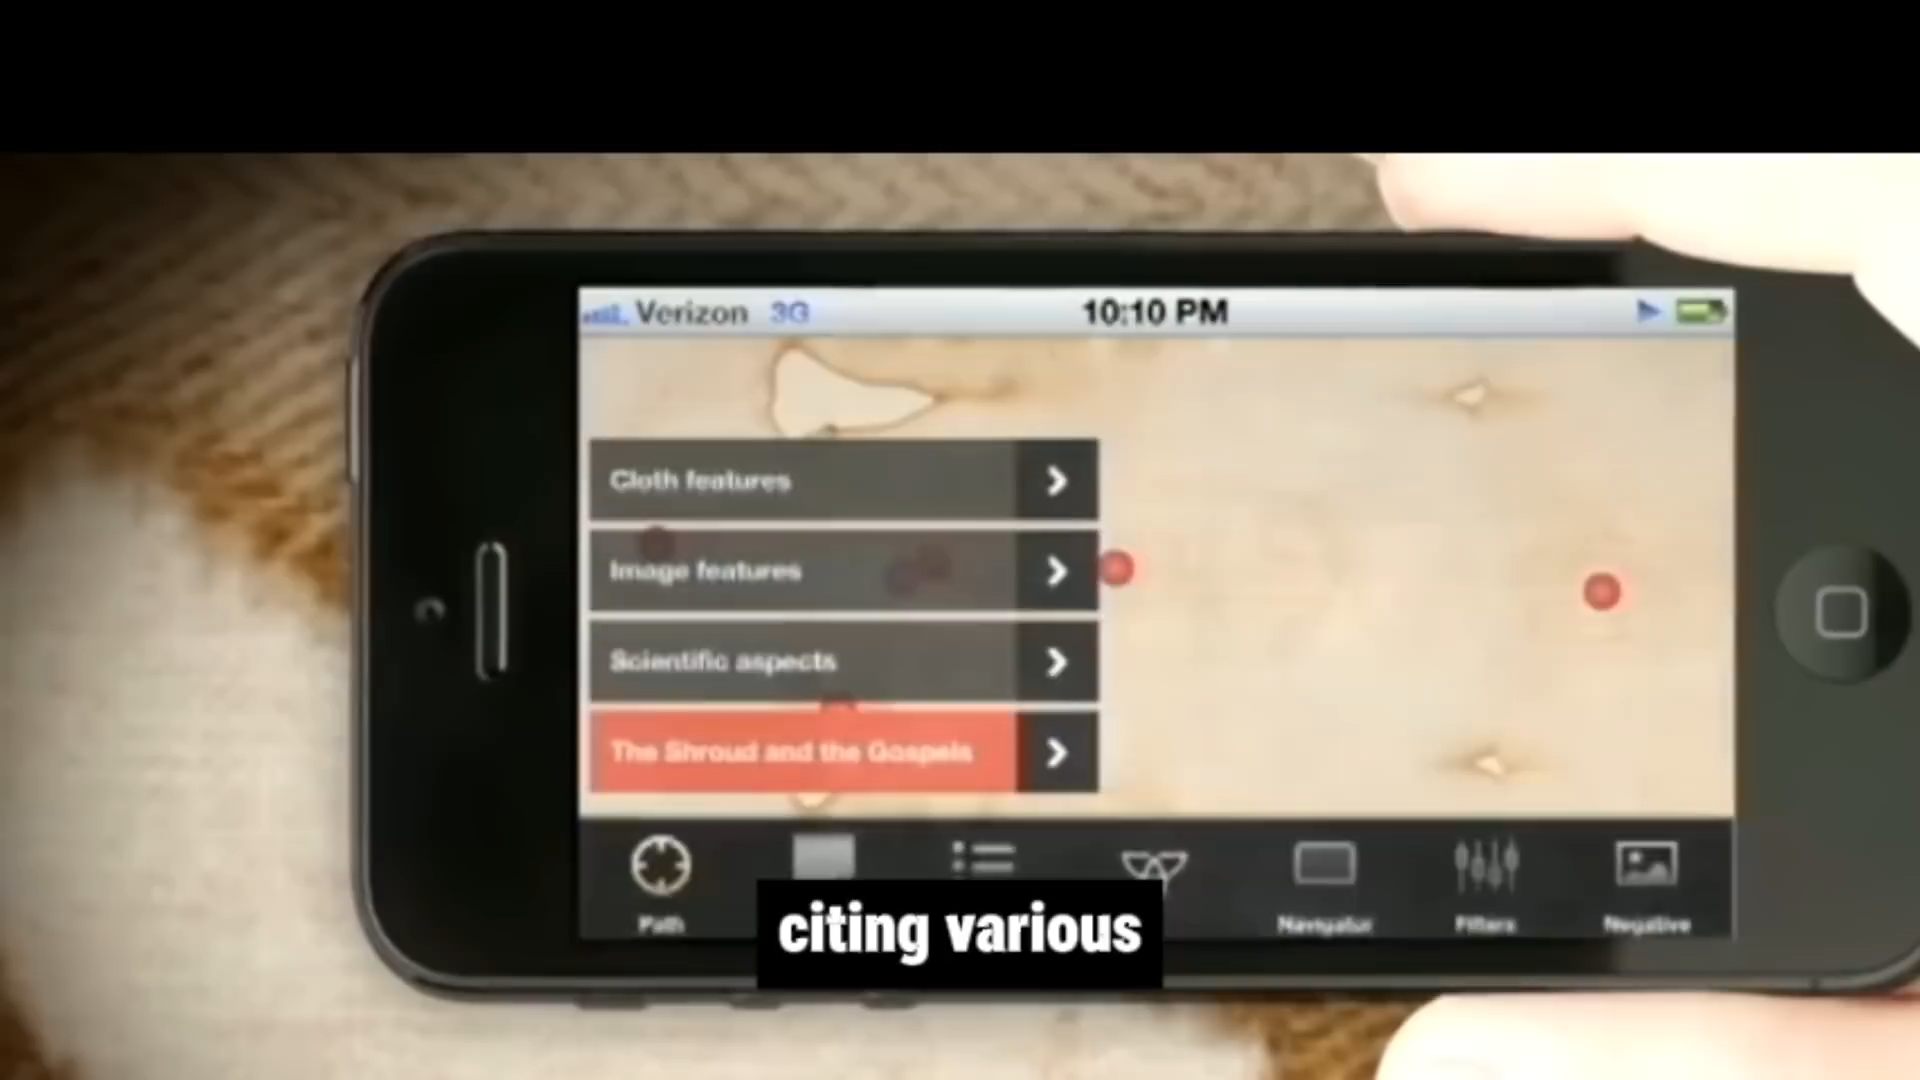 Verizon 3G 10:10 PM
Cloth features
Image features
Scientific aspects
The Shroud and the Gospels
Path
Navigator
Filters
Negative
citing various